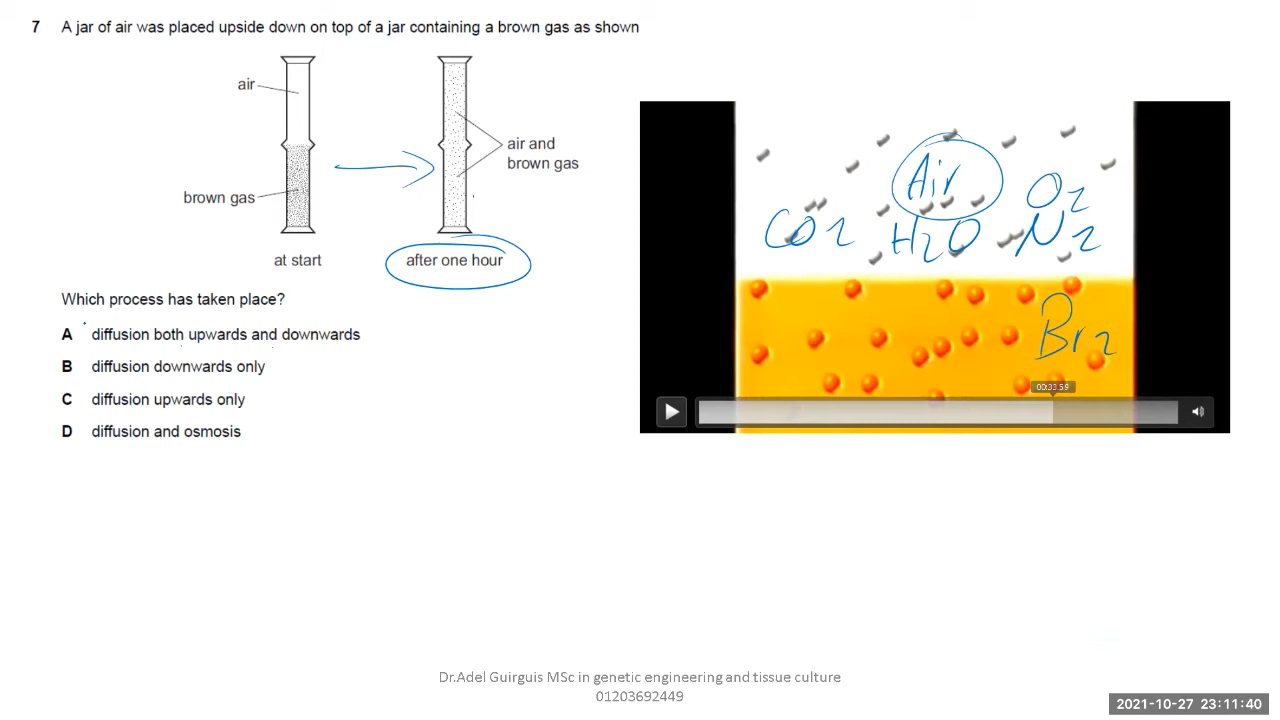 7 A jar of air was placed upside down on top of a jar containing a brown gas as shown
air
brown gas
at start
air and
brown gas
after one hour
Which process has taken place?
A diffusion both upwards and downwards
B diffusion downwards only
C diffusion upwards only
D diffusion and osmosis
Air
O2
CO2 H2O N2
Br2
00:33:59
Dr.Adel Guirguis MSc in genetic engineering and tissue culture
01203692449
2021-10-27 23:11:40